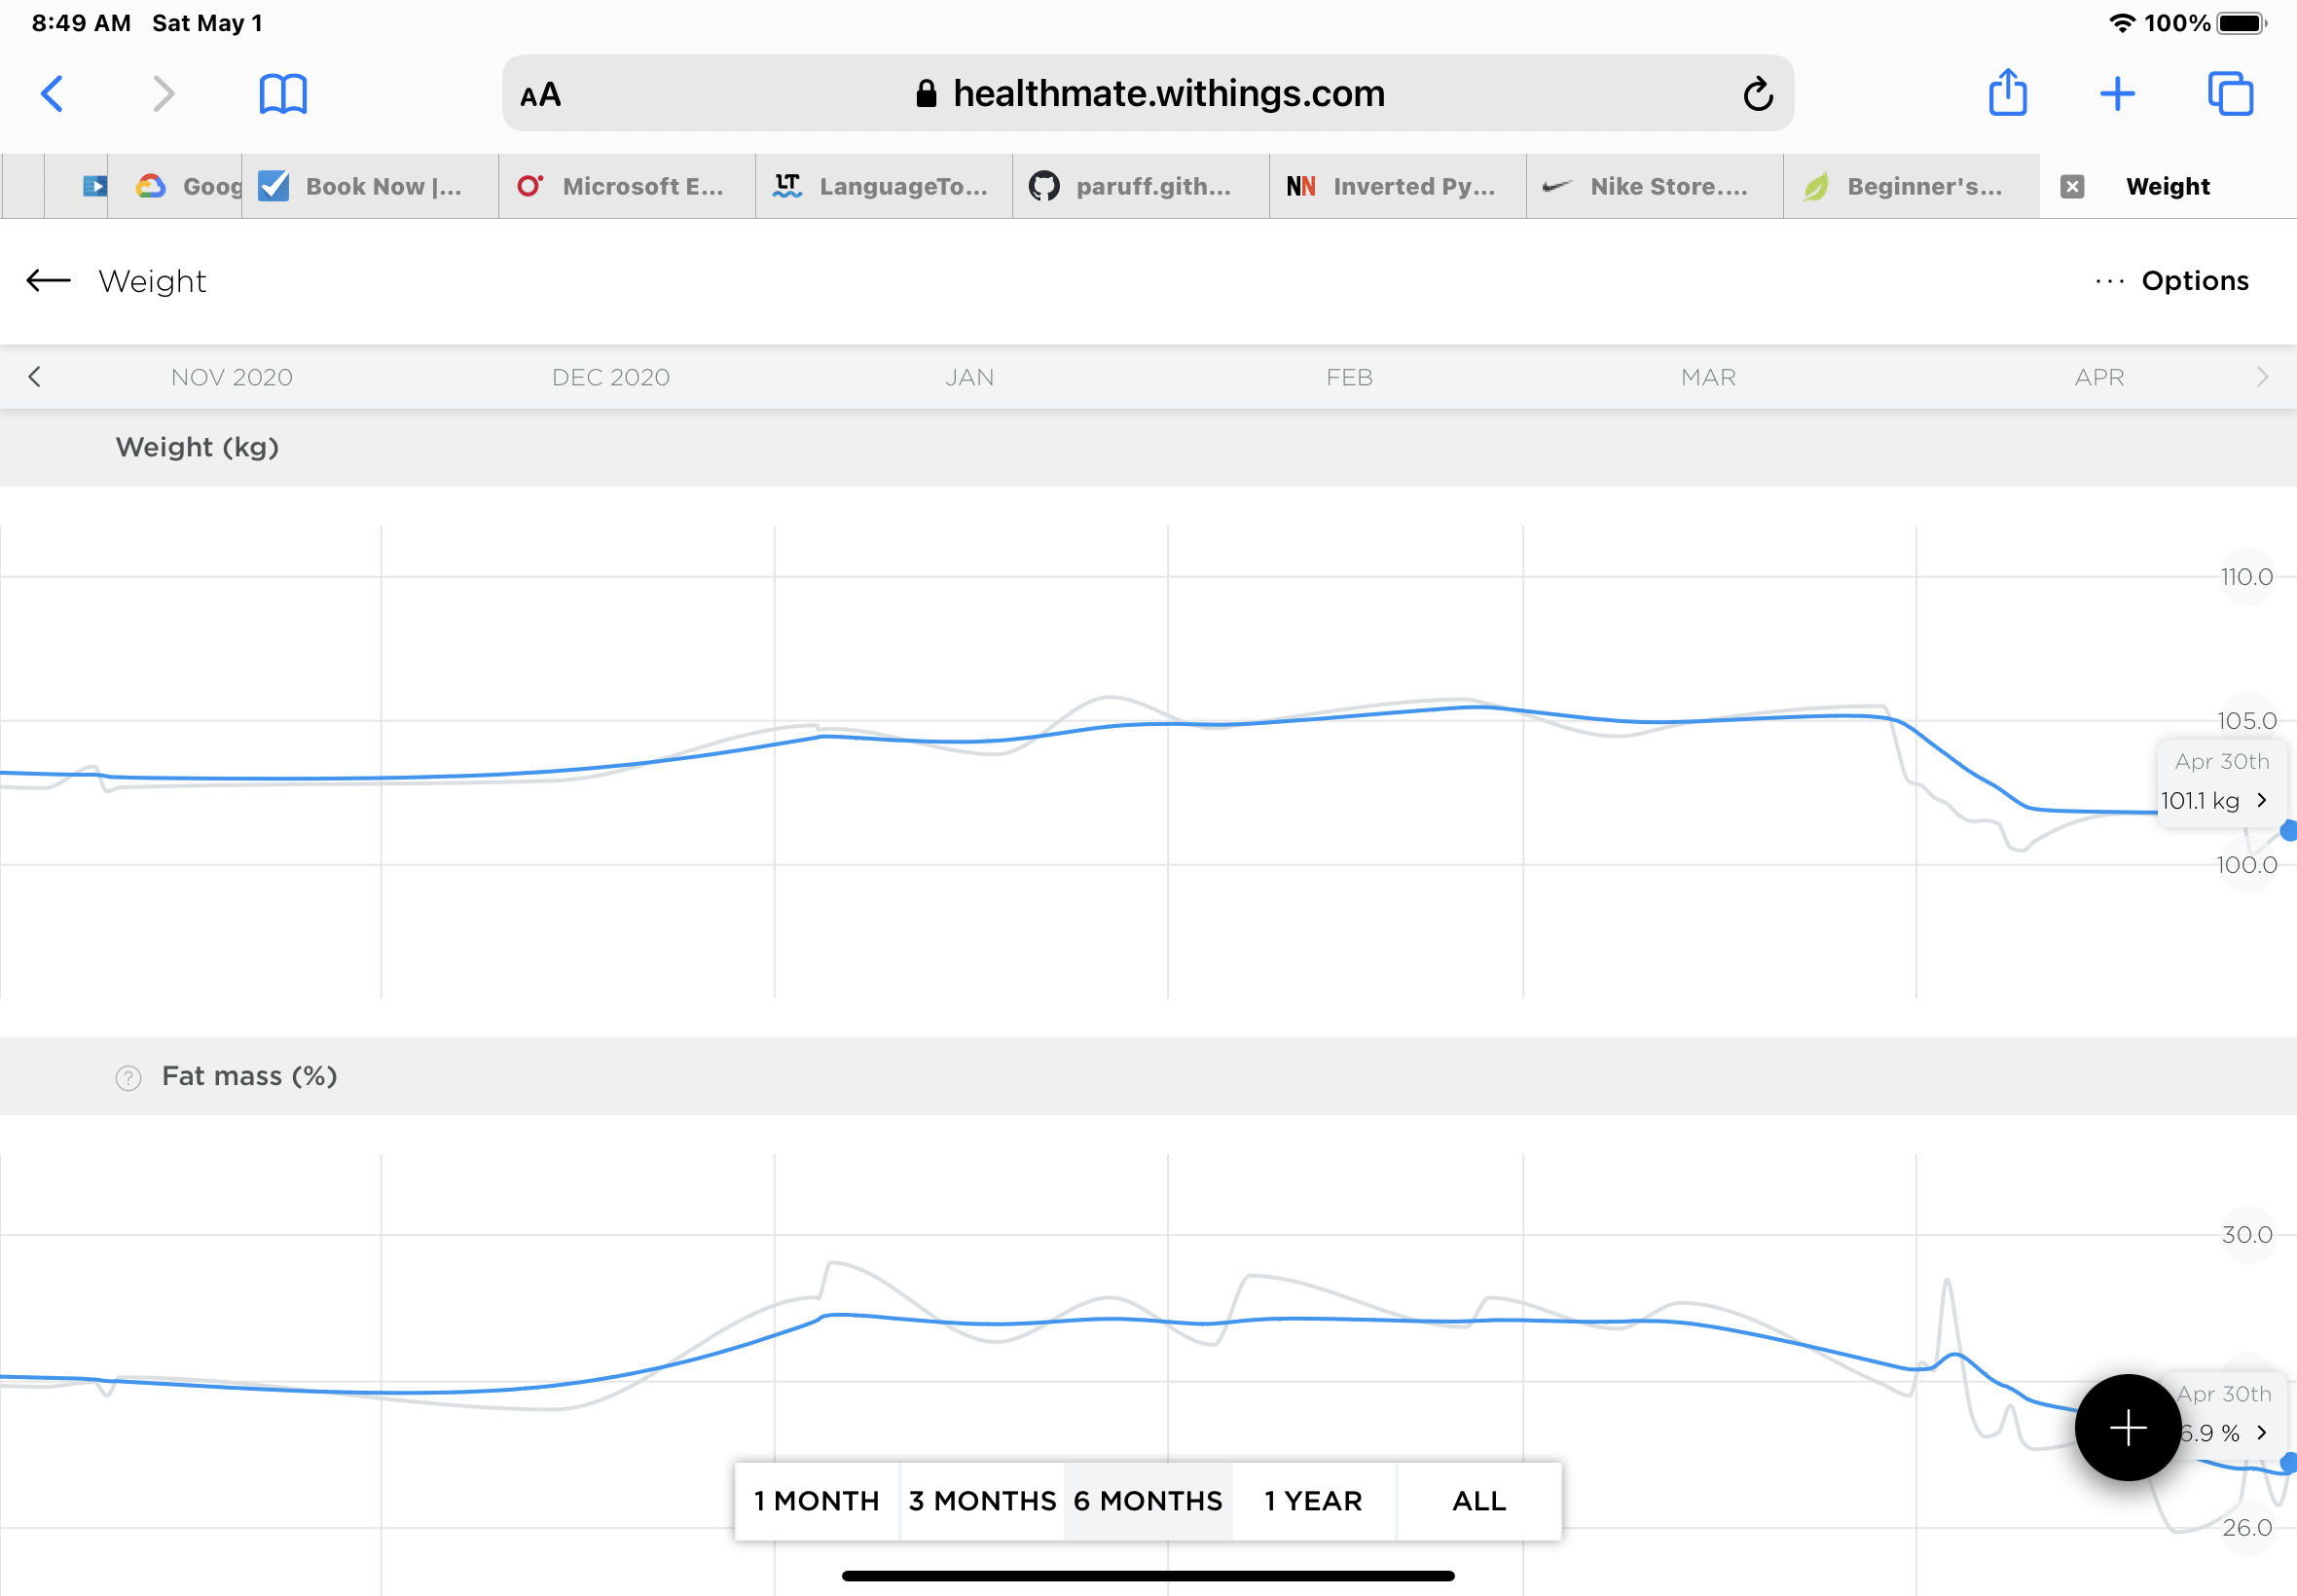 8:49 AM Sat May 1
100%
AA
healthmate.withings.com
Goog
Book Now |...
Microsoft E...
LT
LanguageTo...
paruff.gith...
NN
Inverted Py...
Nike Store....
Beginner's...
Weight
Weight
... Options
NOV 2020
DEC 2020
JAN
FEB
MAR
APR
Weight (kg)
110.0
105.0
Apr 30th
101.1 kg
100.0
? Fat mass (%)
30.0
Apr 30th
6.9 %
1 MONTH
3 MONTHS
6 MONTHS
1 YEAR
ALL
26.0